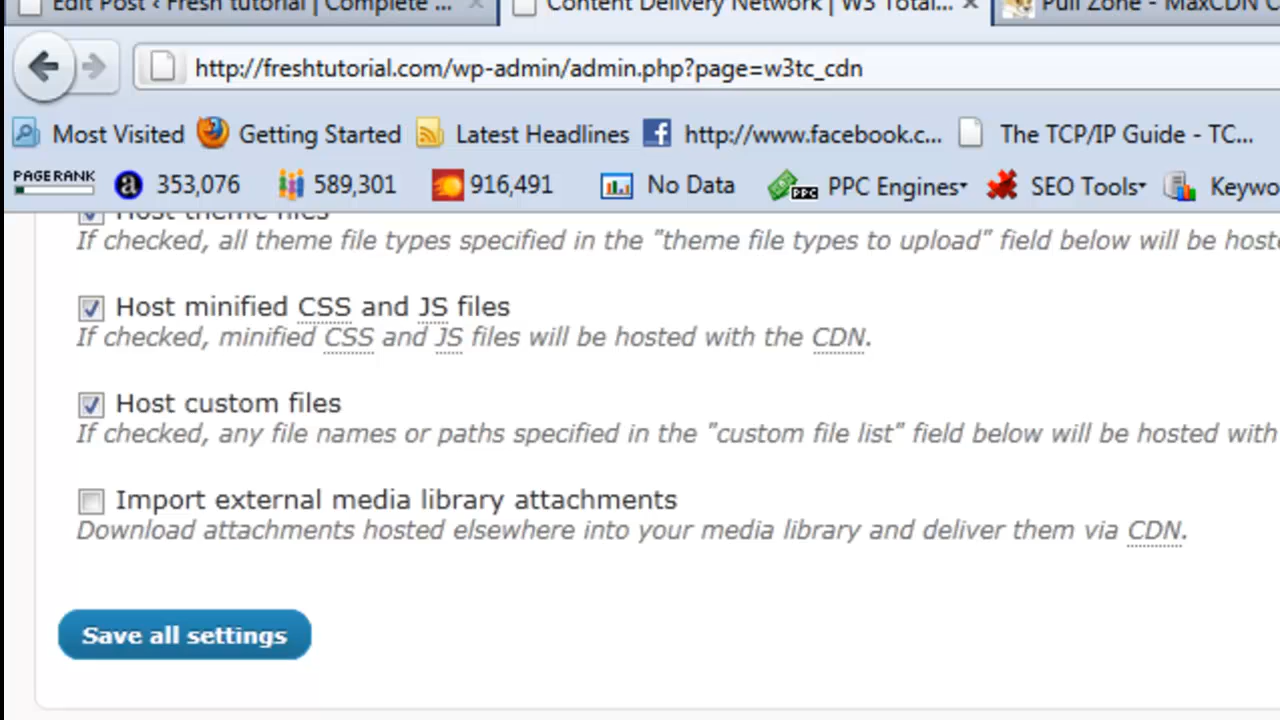 Edit Post ‹ Fresh tutorial | Complete ...
Content Delivery Network | W3 Total...
Pull Zone - MaxCDN C
http://freshtutorial.com/wp-admin/admin.php?page=w3tc_cdn
Most Visited Getting Started Latest Headlines http://www.facebook.c... The TCP/IP Guide - TC...
PAGERANK 353,076 589,301 916,491 No Data PPC PPC Engines SEO Tools Keywo
Host theme files
If checked, all theme file types specified in the "theme file types to upload" field below will be hoste
Host minified CSS and JS files
If checked, minified CSS and JS files will be hosted with the CDN.
Host custom files
If checked, any file names or paths specified in the "custom file list" field below will be hosted with
Import external media library attachments
Download attachments hosted elsewhere into your media library and deliver them via CDN.
Save all settings